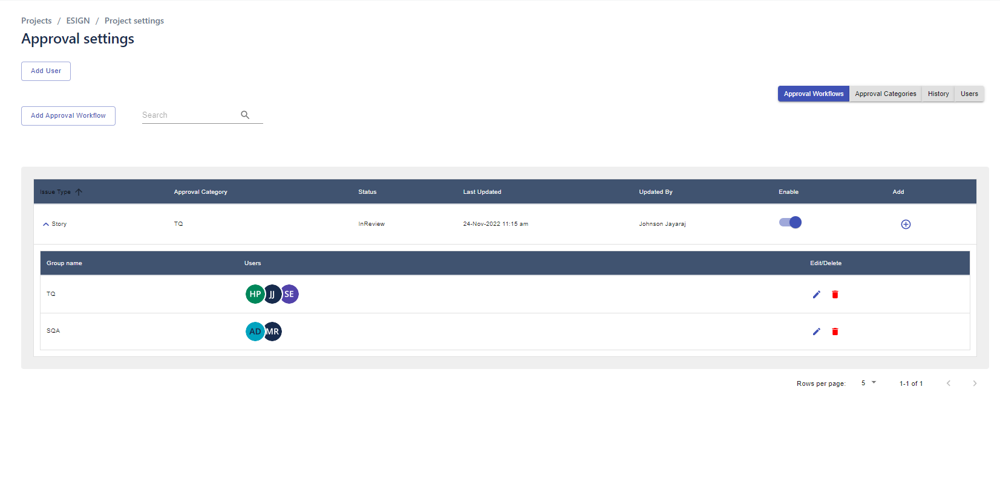 Projects / ESIGN / Project settings
Approval settings
Add User
Approval Workflows Approval Categories History Users
Add Approval Workflow Search
Issue Type Approval Category Status Last Updated Updated By Enable Add
Story TQ InReview 24-Nov-2022 11:15 am Johnson Jayaraj
Group name Users Edit/Delete
TQ HP JJ SE
SQA AD MR
Rows per page: 5 1-1 of 1